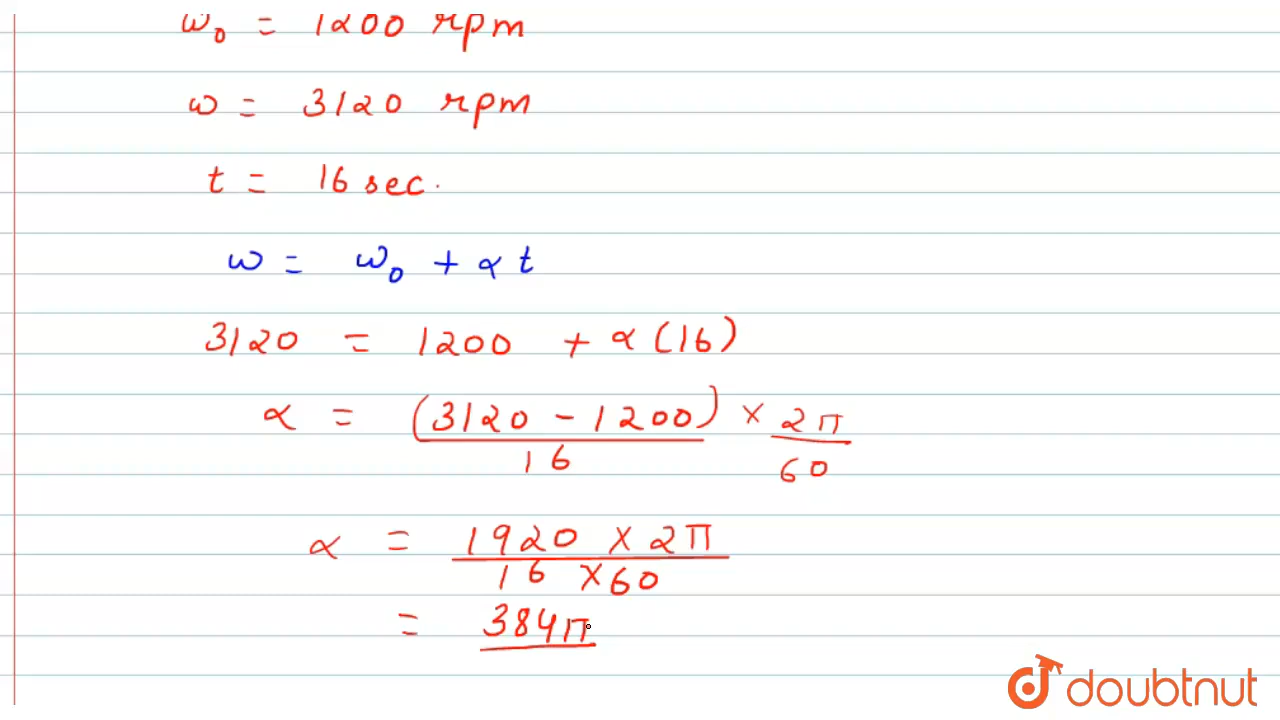 ω₀ = 1200 rpm
ω = 3120 rpm
t = 16 sec.
ω = ω₀ + α t
3120 = 1200 + α (16)
α = (3120 - 1200)/16 × 2π/60
α = 1920 × 2π / 16 × 60
= 384π
doubtnut